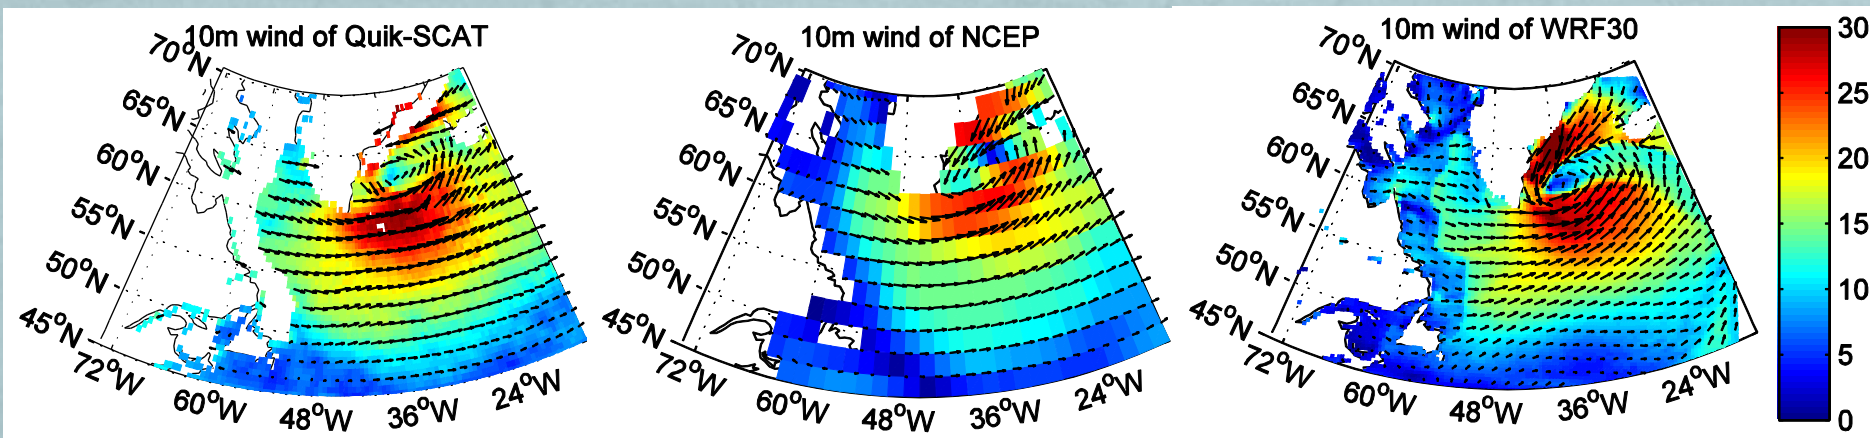 10m wind of Quik-SCAT
70°N
65°N
60°N
55°N
50°N
45°N
72°W
60°W
48°W
36°W
24°W
10m wind of NCEP
70°N
65°N
60°N
55°N
50°N
45°N
72°W
60°W
48°W
36°W
24°W
10m wind of WRF30
70°N
65°N
60°N
55°N
50°N
45°N
72°W
60°W
48°W
36°W
24°W
30
25
20
15
10
5
0